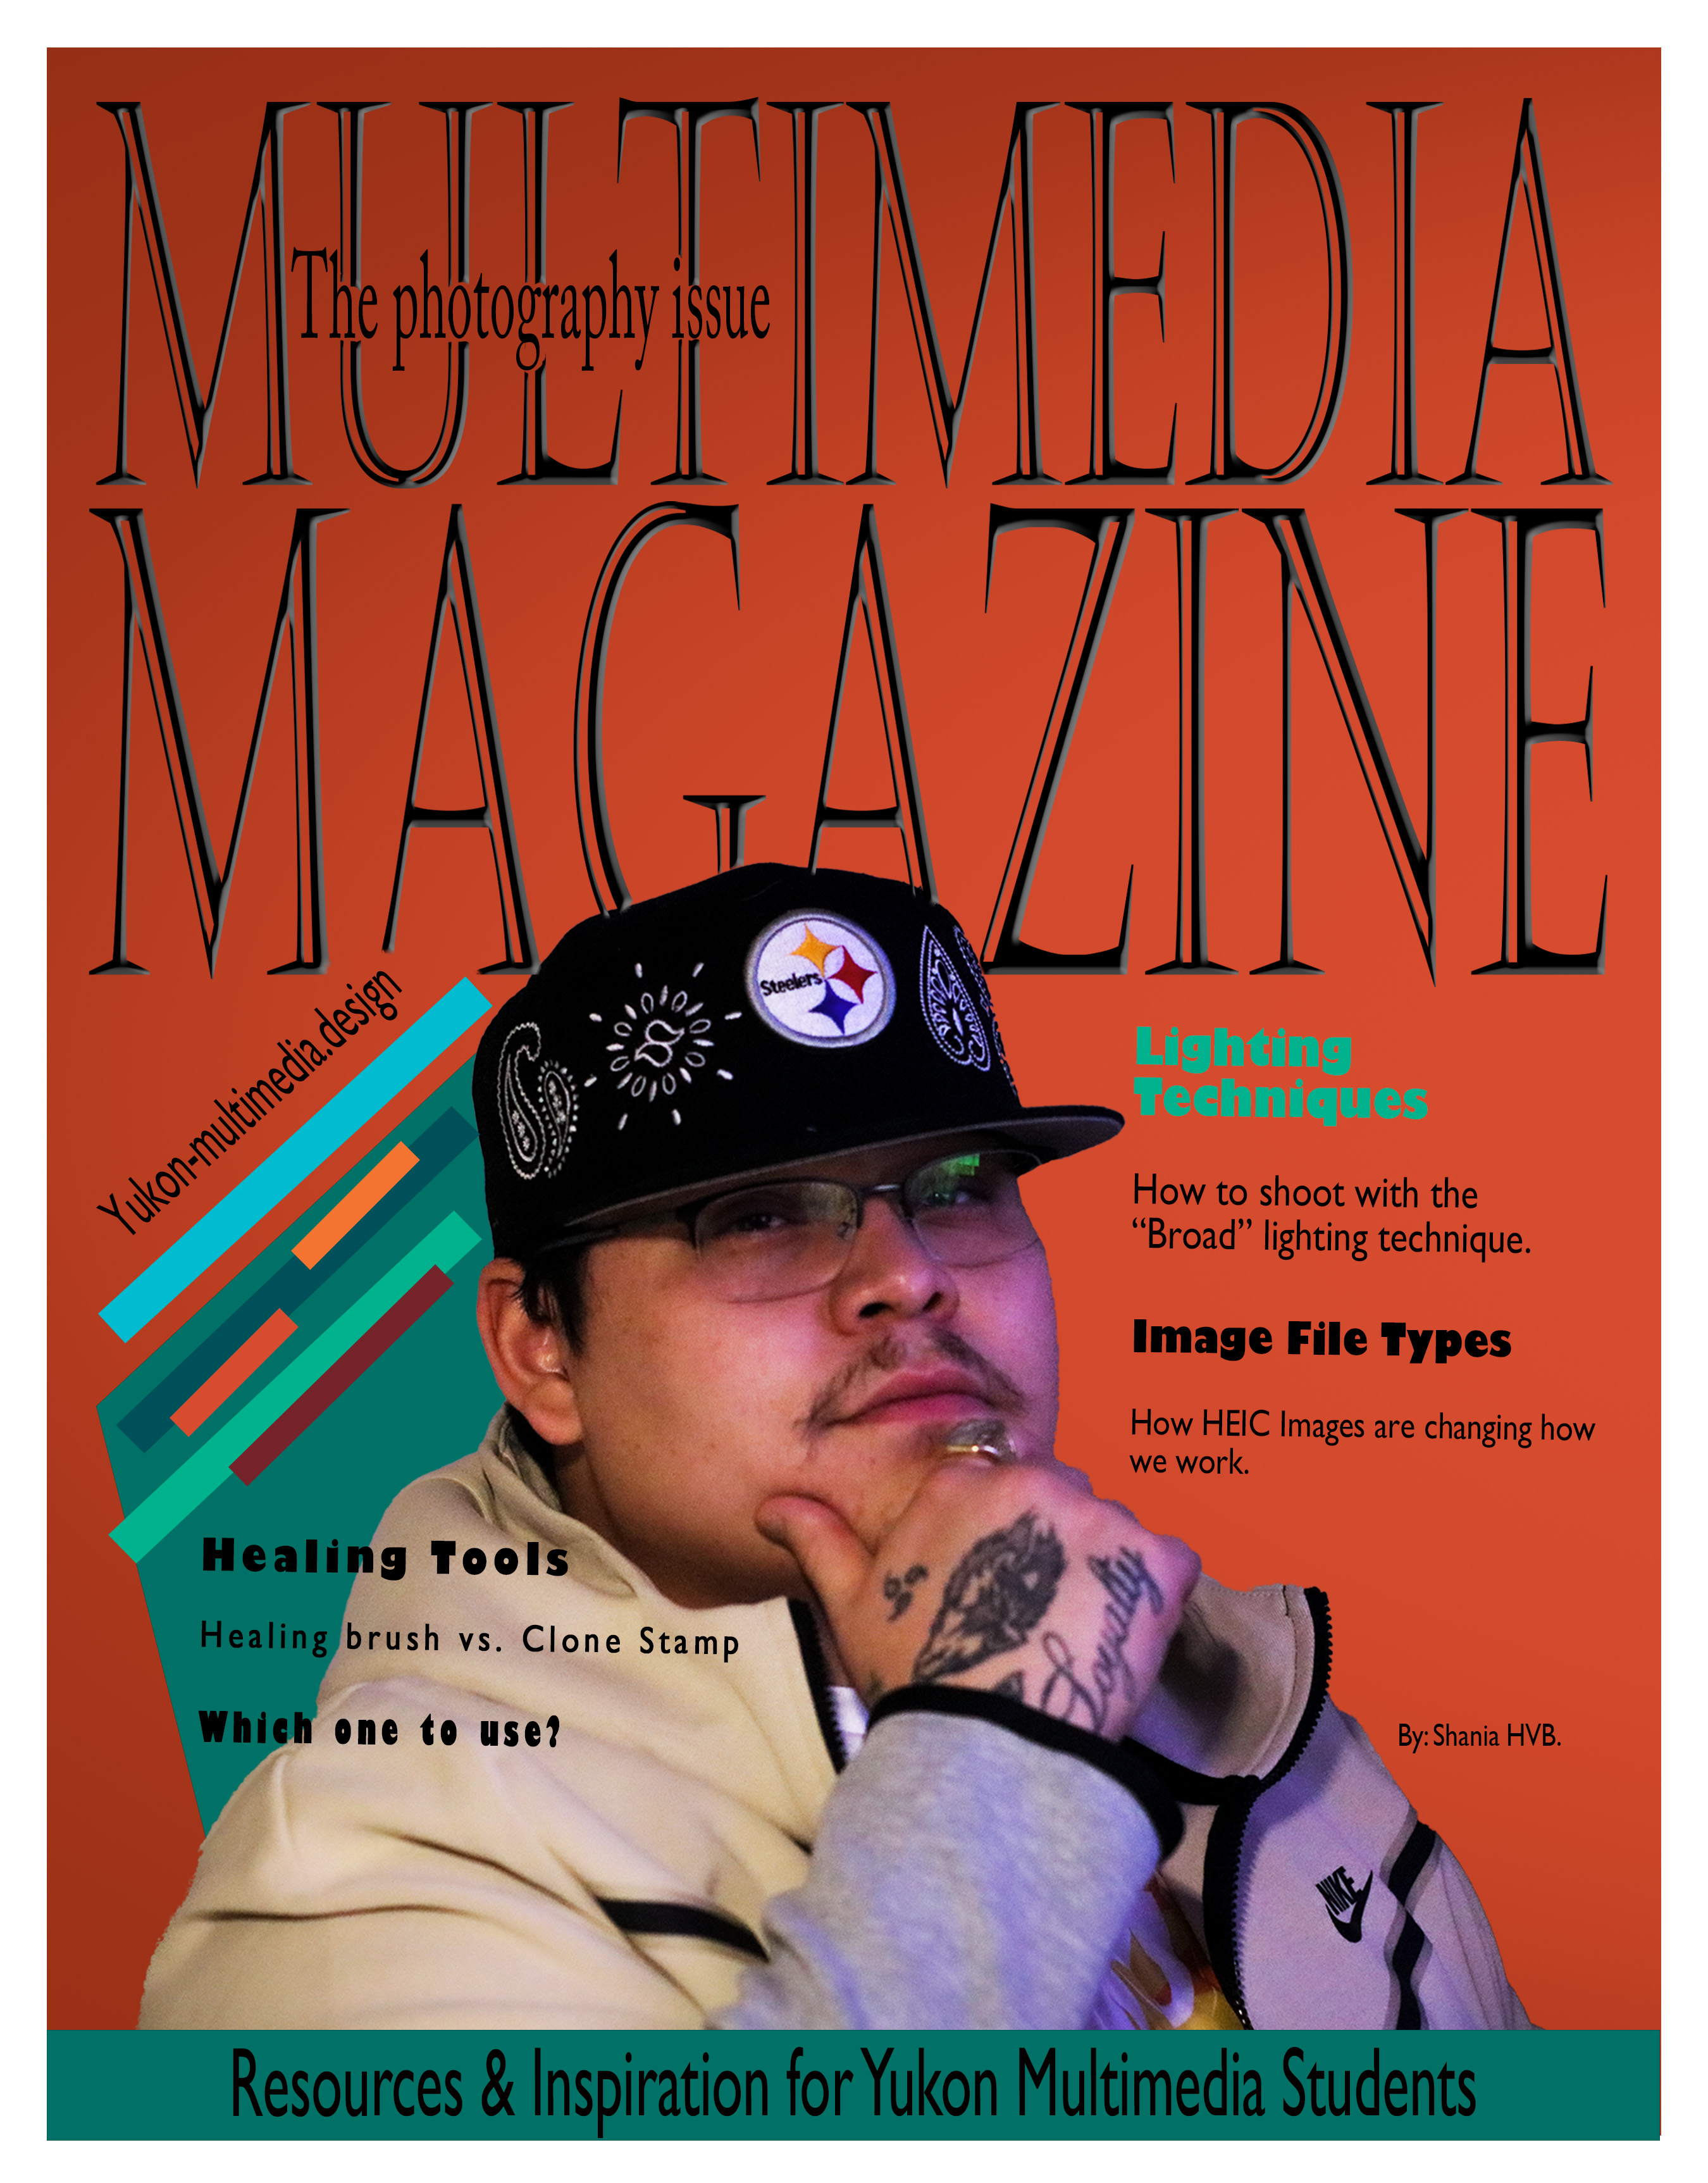 MULTIMEDIA
The photography issue
MAGAZINE
Yukon-multimedia.design
Steelers
Lighting
Techniques
How to shoot with the
“Broad” lighting technique.
Image File Types
How HEIC Images are changing how
we work.
Healing Tools
Healing brush vs. Clone Stamp
Which one to use?
Loyalty
By: Shania HVB.
NIKE
Resources & Inspiration for Yukon Multimedia Students